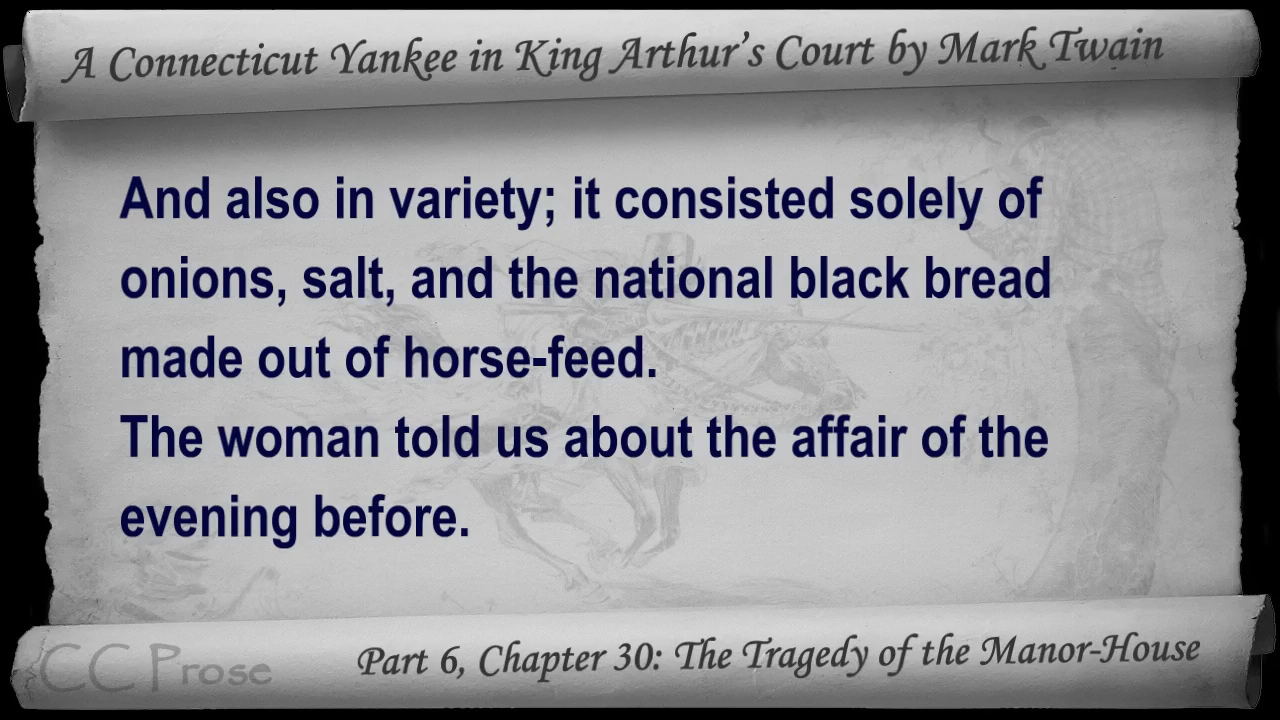 A Connecticut Yankee in King Arthur's Court by Mark Twain
And also in variety; it consisted solely of
onions, salt, and the national black bread
made out of horse-feed.
The woman told us about the affair of the
evening before.
CC Prose
Part 6, Chapter 30: The Tragedy of the Manor-House